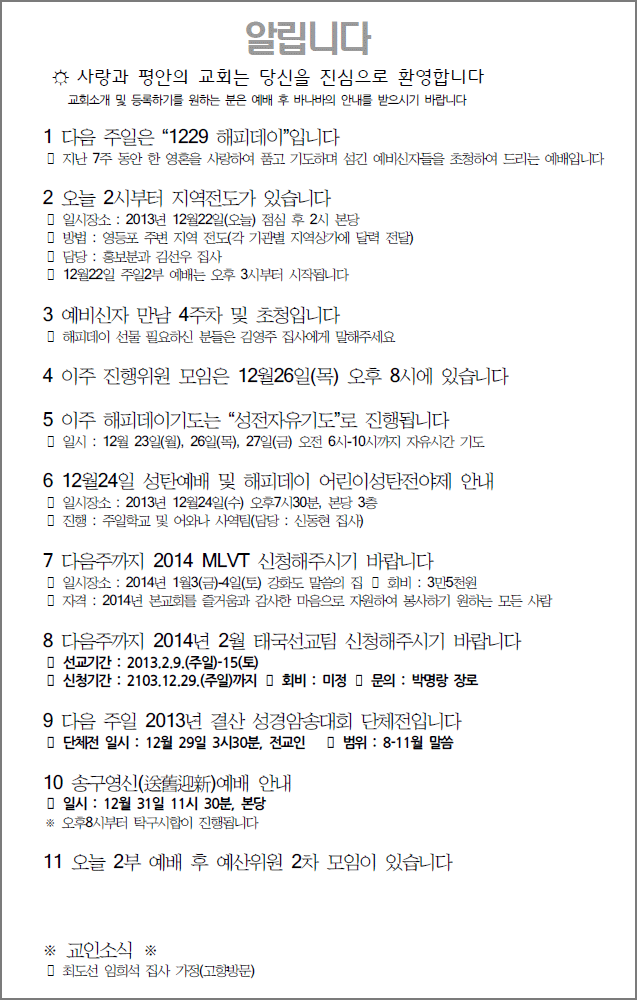 알립니다
☼ 사랑과 평안의 교회는 당신을 진심으로 환영합니다
교회소개 및 등록하기를 원하는 분은 예배 후 바나바의 안내를 받으시기 바랍니다
1 다음 주일은 “1229 해피데이”입니다
▯ 지난 7주 동안 한 영혼을 사랑하여 품고 기도하며 섬긴 예비신자들을 초청하여 드리는 예배입니다
2 오늘 2시부터 지역전도가 있습니다
▯ 일시장소 : 2013년 12월22일(오늘) 점심 후 2시 본당
▯ 방법 : 영등포 주변 지역 전도(각 기관별 지역상가에 달력 전달)
▯ 담당 : 홍보분과 김선우 집사
▯ 12월22일 주일2부 예배는 오후 3시부터 시작됩니다
3 예비신자 만남 4주차 및 초청입니다
▯ 해피데이 선물 필요하신 분들은 김영주 집사에게 말해주세요
4 이주 진행위원 모임은 12월26일(목) 오후 8시에 있습니다
5 이주 해피데이기도는 “성전자유기도”로 진행됩니다
▯ 일시 : 12월 23일(월), 26일(목), 27일(금) 오전 6시-10시까지 자유시간 기도
6 12월24일 성탄예배 및 해피데이 어린이성탄전야제 안내
▯ 일시장소 : 2013년 12월24일(수) 오후7시30분, 본당 3층
▯ 진행 : 주일학교 및 어와나 사역팀(담당 : 신동현 집사)
7 다음주까지 2014 MLVT 신청해주시기 바랍니다
▯ 일시장소 : 2014년 1월3(금)-4일(토) 강화도 말씀의 집 ▯ 회비 : 3만5천원
▯ 자격 : 2014년 본교회를 즐거움과 감사한 마음으로 자원하여 봉사하기 원하는 모든 사람
8 다음주까지 2014년 2월 태국선교팀 신청해주시기 바랍니다
▯ 선교기간 : 2013.2.9.(주일)-15(토)
▯ 신청기간 : 2103.12.29.(주일)까지 ▯ 회비 : 미정 ▯ 문의 : 박명랑 장로
9 다음 주일 2013년 결산 성경암송대회 단체전입니다
▯ 단체전 일시 : 12월 29일 3시30분, 전교인 ▯ 범위 : 8-11월 말씀
10 송구영신(送舊迎新)예배 안내
▯ 일시 : 12월 31일 11시 30분, 본당
※ 오후8시부터 탁구시합이 진행됩니다
11 오늘 2부 예배 후 예산위원 2차 모임이 있습니다
※ 교인소식 ※
▯ 최도선 임희석 집사 가정(고향방문)